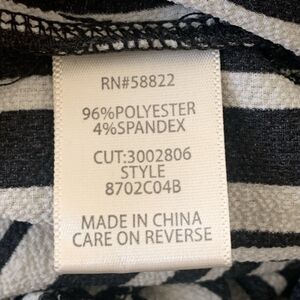 RN#58822
96%POLYESTER
4%SPANDEX
CUT:3002806
STYLE
8702C04B
MADE IN CHINA
CARE ON REVERSE